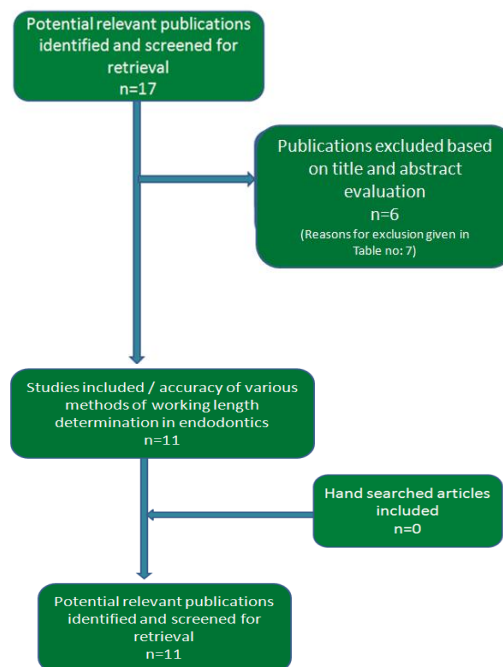 Potential relevant publications
identified and screened for
retrieval
n=17
Publications excluded based
on title and abstract
evaluation
n=6
(Reasons for exclusion given in
Table no: 7)
Studies included / accuracy of various
methods of working length
determination in endodontics
n=11
Hand searched articles
included
n=0
Potential relevant publications
identified and screened for
retrieval
n=11